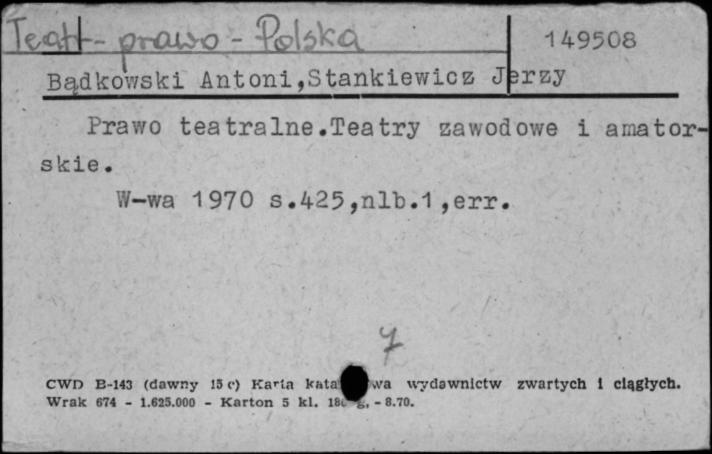 Teatr - prawo - Polska
149508
Bądkowski Antoni,Stankiewicz Jerzy
Prawo teatralne.Teatry zawodowe i amator-
skie.
W-wa 1970 s.425,nlb.1,err.
7
CWD B-143 (dawny 15 c) Karta wydawnictw zwartych i ciągłych.
Wrak 674 - 1.625.000 - Karton 5 kl. g, - 8.70.